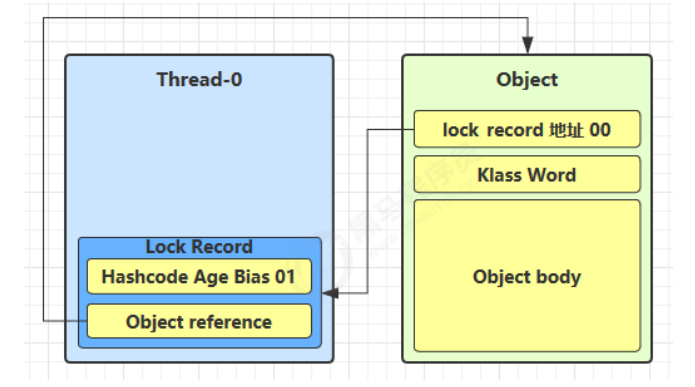 Thread-0
Object
lock record 地址 00
Klass Word
Lock Record
Hashcode Age Bias 01
Object reference
Object body